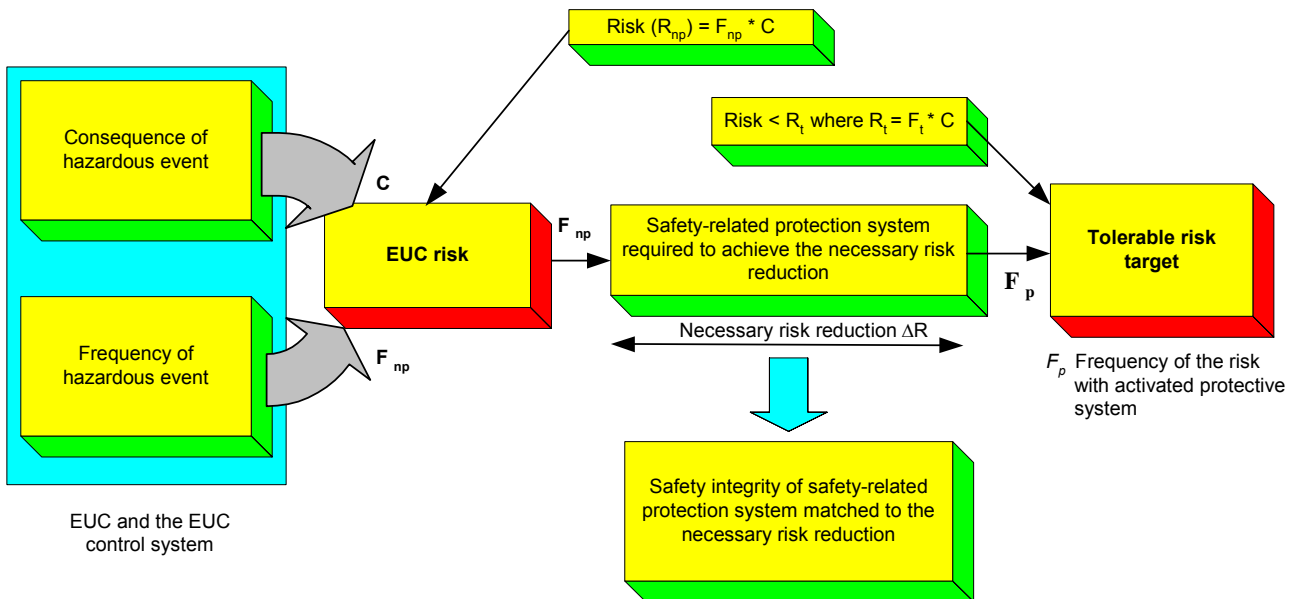 Risk (Rnp) = Fnp * C
Risk < Rt where Rt = Ft * C
Consequence of
hazardous event
C
EUC risk
F np
Safety-related protection system
required to achieve the necessary risk
reduction
F p
Tolerable risk
target
Necessary risk reduction ΔR
Frequency of
hazardous event
F np
Fp Frequency of the risk
with activated protective
system
Safety integrity of safety-related
protection system matched to the
necessary risk reduction
EUC and the EUC
control system